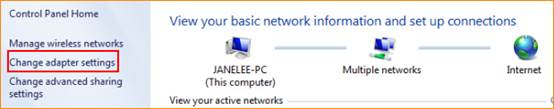 Control Panel Home
Manage wireless networks
Change adapter settings
Change advanced sharing
settings
View your basic network information and set up connections
JANELEE-PC
(This computer)
Multiple networks
Internet
View your active networks